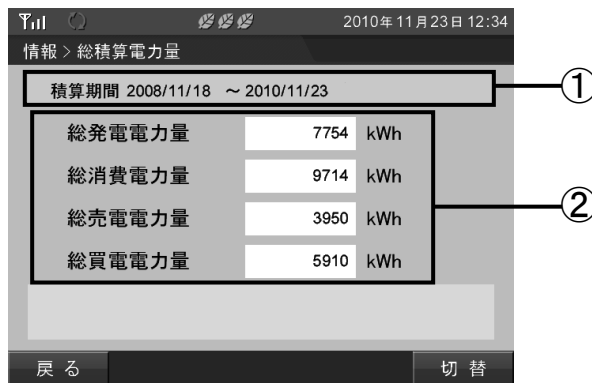 2010年11月23日 12:34
情報 > 総積算電力量
積算期間 2008/11/18 ～ 2010/11/23
①
総発電電力量 7754 kWh
総消費電力量 9714 kWh
総売電電力量 3950 kWh
総買電電力量 5910 kWh
②
戻る 切替